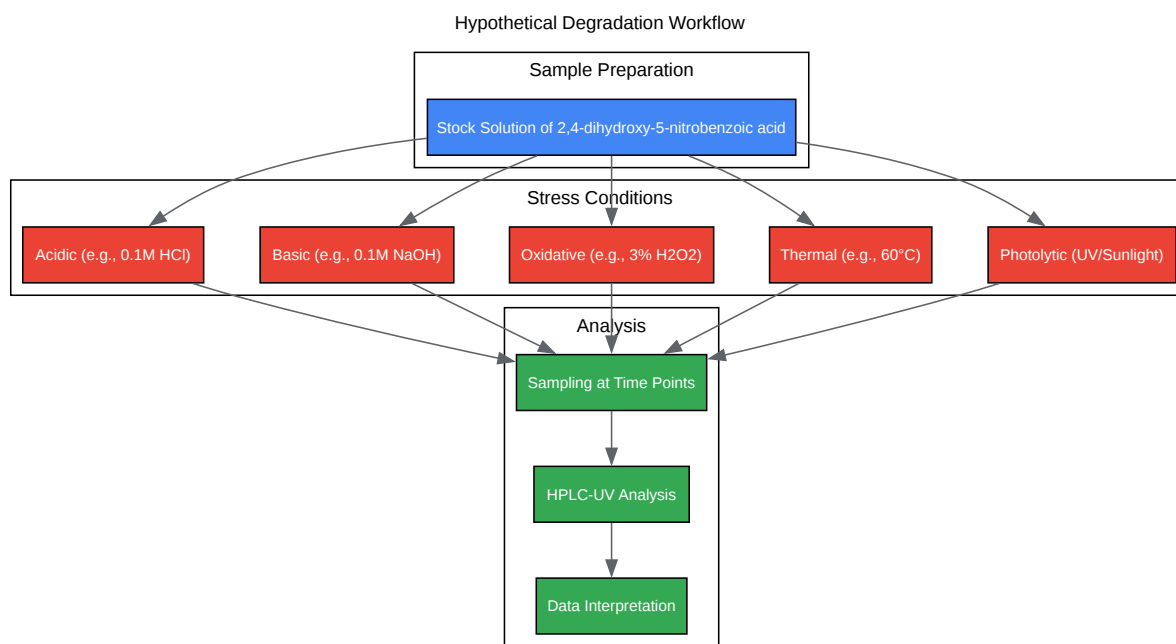 Hypothetical Degradation Workflow
Sample Preparation
Stock Solution of 2,4-dihydroxy-5-nitrobenzoic acid
Stress Conditions
Acidic (e.g., 0.1M HCl)
Basic (e.g., 0.1M NaOH)
Oxidative (e.g., 3% H2O2)
Thermal (e.g., 60°C)
Photolytic (UV/Sunlight)
Analysis
Sampling at Time Points
HPLC-UV Analysis
Data Interpretation